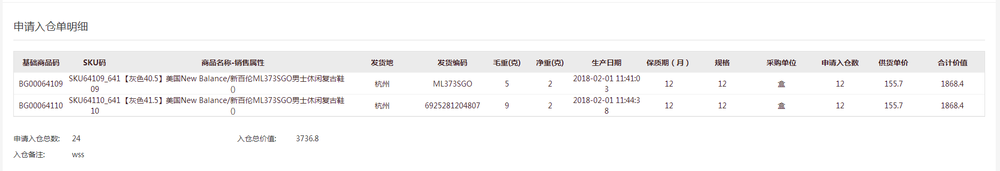 申请入仓单明细
基础商品码 SKU码 商品名称-销售属性 发货地 发货编码 毛重(克) 净重(克) 生产日期 保质期（月） 规格 采购单位 申请入仓数 供货单价 合计价值
BG00064109 SKU64109_64109 【灰色40.5】美国New Balance/新百伦ML373SGO男士休闲复古鞋() 杭州 ML373SGO 5 2 2018-02-01 11:41:03 12 12 盒 12 155.7 1868.4
BG00064110 SKU64110_64110 【灰色41.5】美国New Balance/新百伦ML373SGO男士休闲复古鞋() 杭州 6925281204807 9 2 2018-02-01 11:44:38 12 12 盒 12 155.7 1868.4
申请入仓总数: 24 入仓总价值: 3736.8
入仓备注: wss